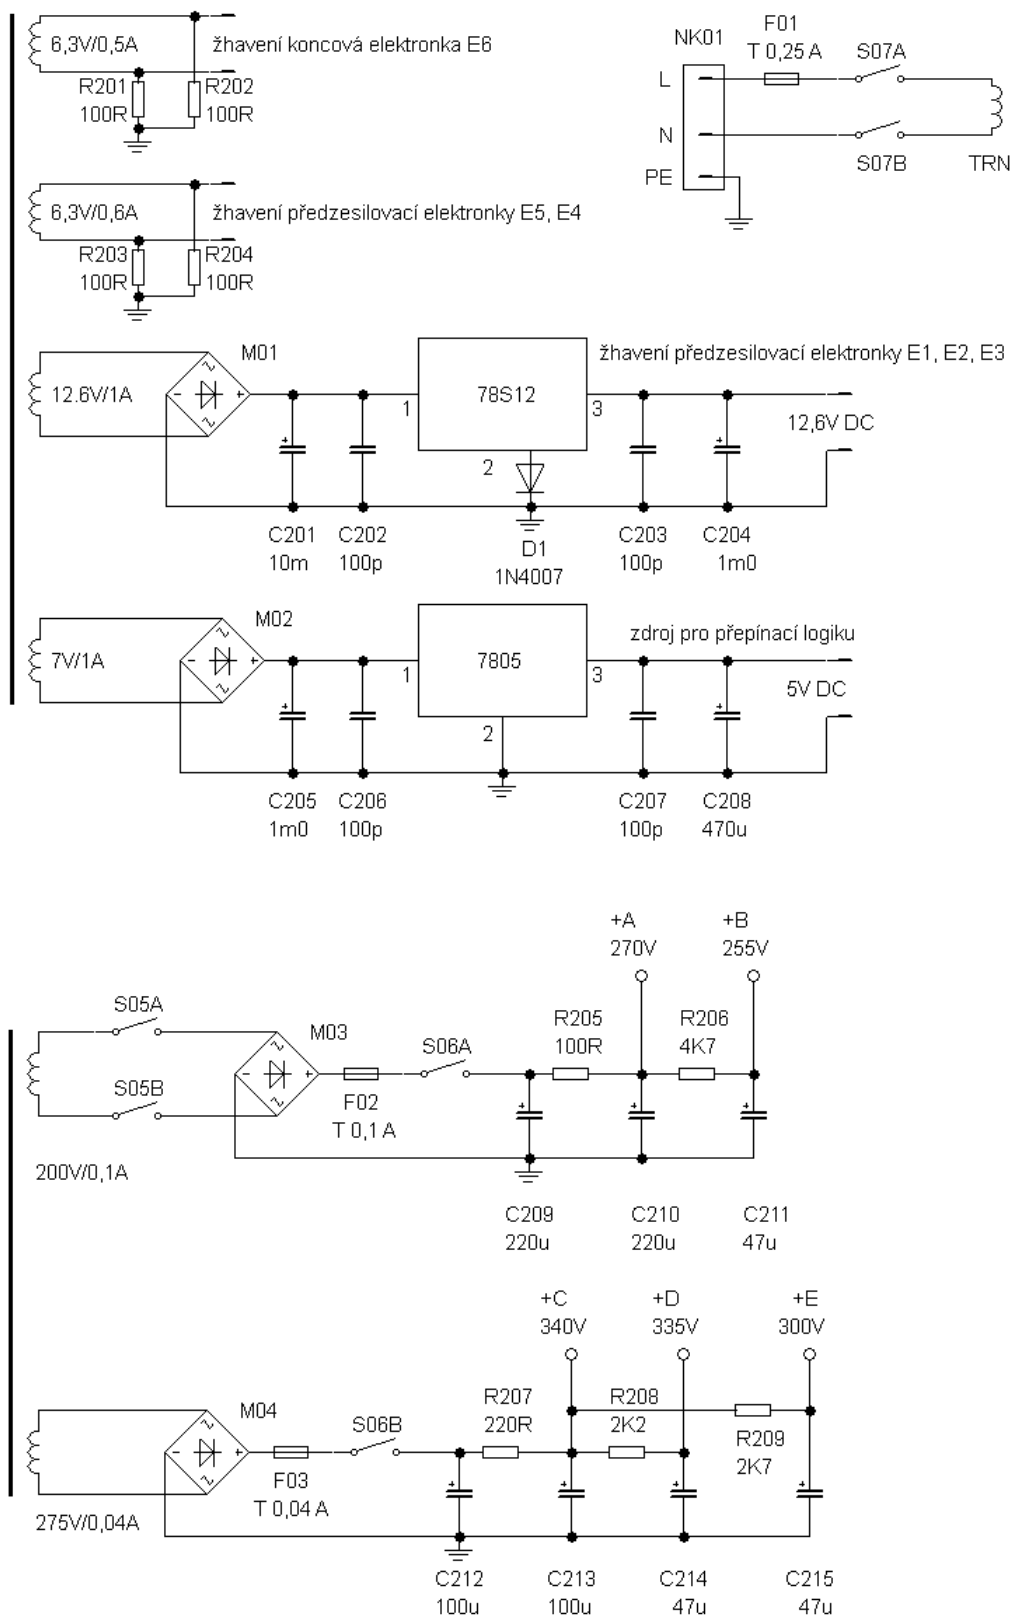 6,3V/0,5A
žhavení koncová elektronka E6
R201
100R
R202
100R
NK01
F01
T 0,25 A
S07A
L
N
PE
S07B
TRN
6,3V/0,6A
žhavení předzesilovací elektronky E5, E4
R203
100R
R204
100R
12.6V/1A
~
~
-
+
M01
1
78S12
2
3
žhavení předzesilovací elektronky E1, E2, E3
12,6V DC
+
+
C201
10m
C202
100p
D1
1N4007
C203
100p
C204
1m0
7V/1A
~
~
-
+
M02
1
7805
2
3
zdroj pro přepínací logiku
5V DC
+
+
C205
1m0
C206
100p
C207
100p
C208
470u
+A
270V
+B
255V
S05A
S05B
200V/0,1A
~
~
-
+
M03
F02
T 0,1 A
S06A
R205
100R
R206
4K7
+
+
+
C209
220u
C210
220u
C211
47u
+C
340V
+D
335V
+E
300V
275V/0,04A
~
~
-
+
M04
F03
T 0,04 A
S06B
R207
220R
R208
2K2
R209
2K7
+
+
+
+
C212
100u
C213
100u
C214
47u
C215
47u